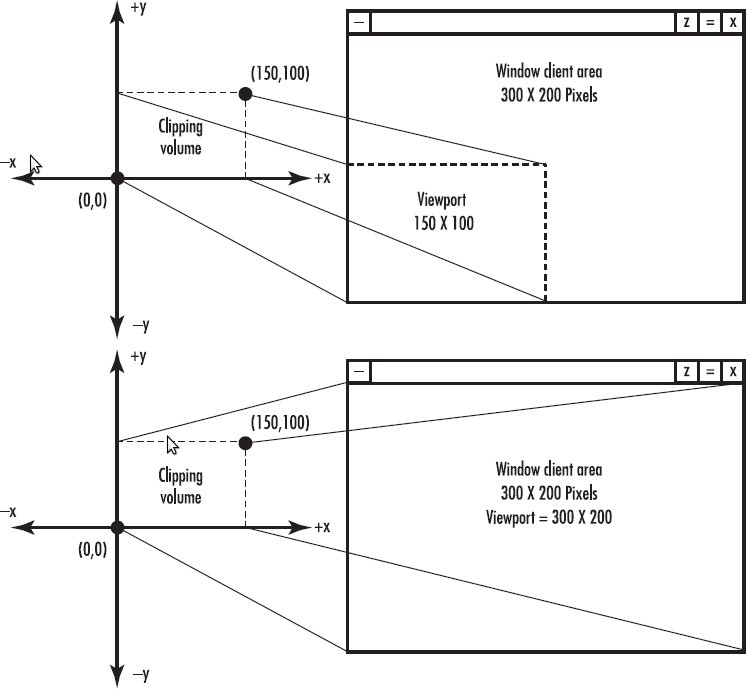 +y
– z = x
Window client area
300 X 200 Pixels
(150,100)
Clipping
volume
–x
+x
(0,0)
Viewport
150 X 100
–y
+y
– z = x
(150,100)
Clipping
volume
Window client area
300 X 200 Pixels
Viewport = 300 X 200
–x
+x
(0,0)
–y